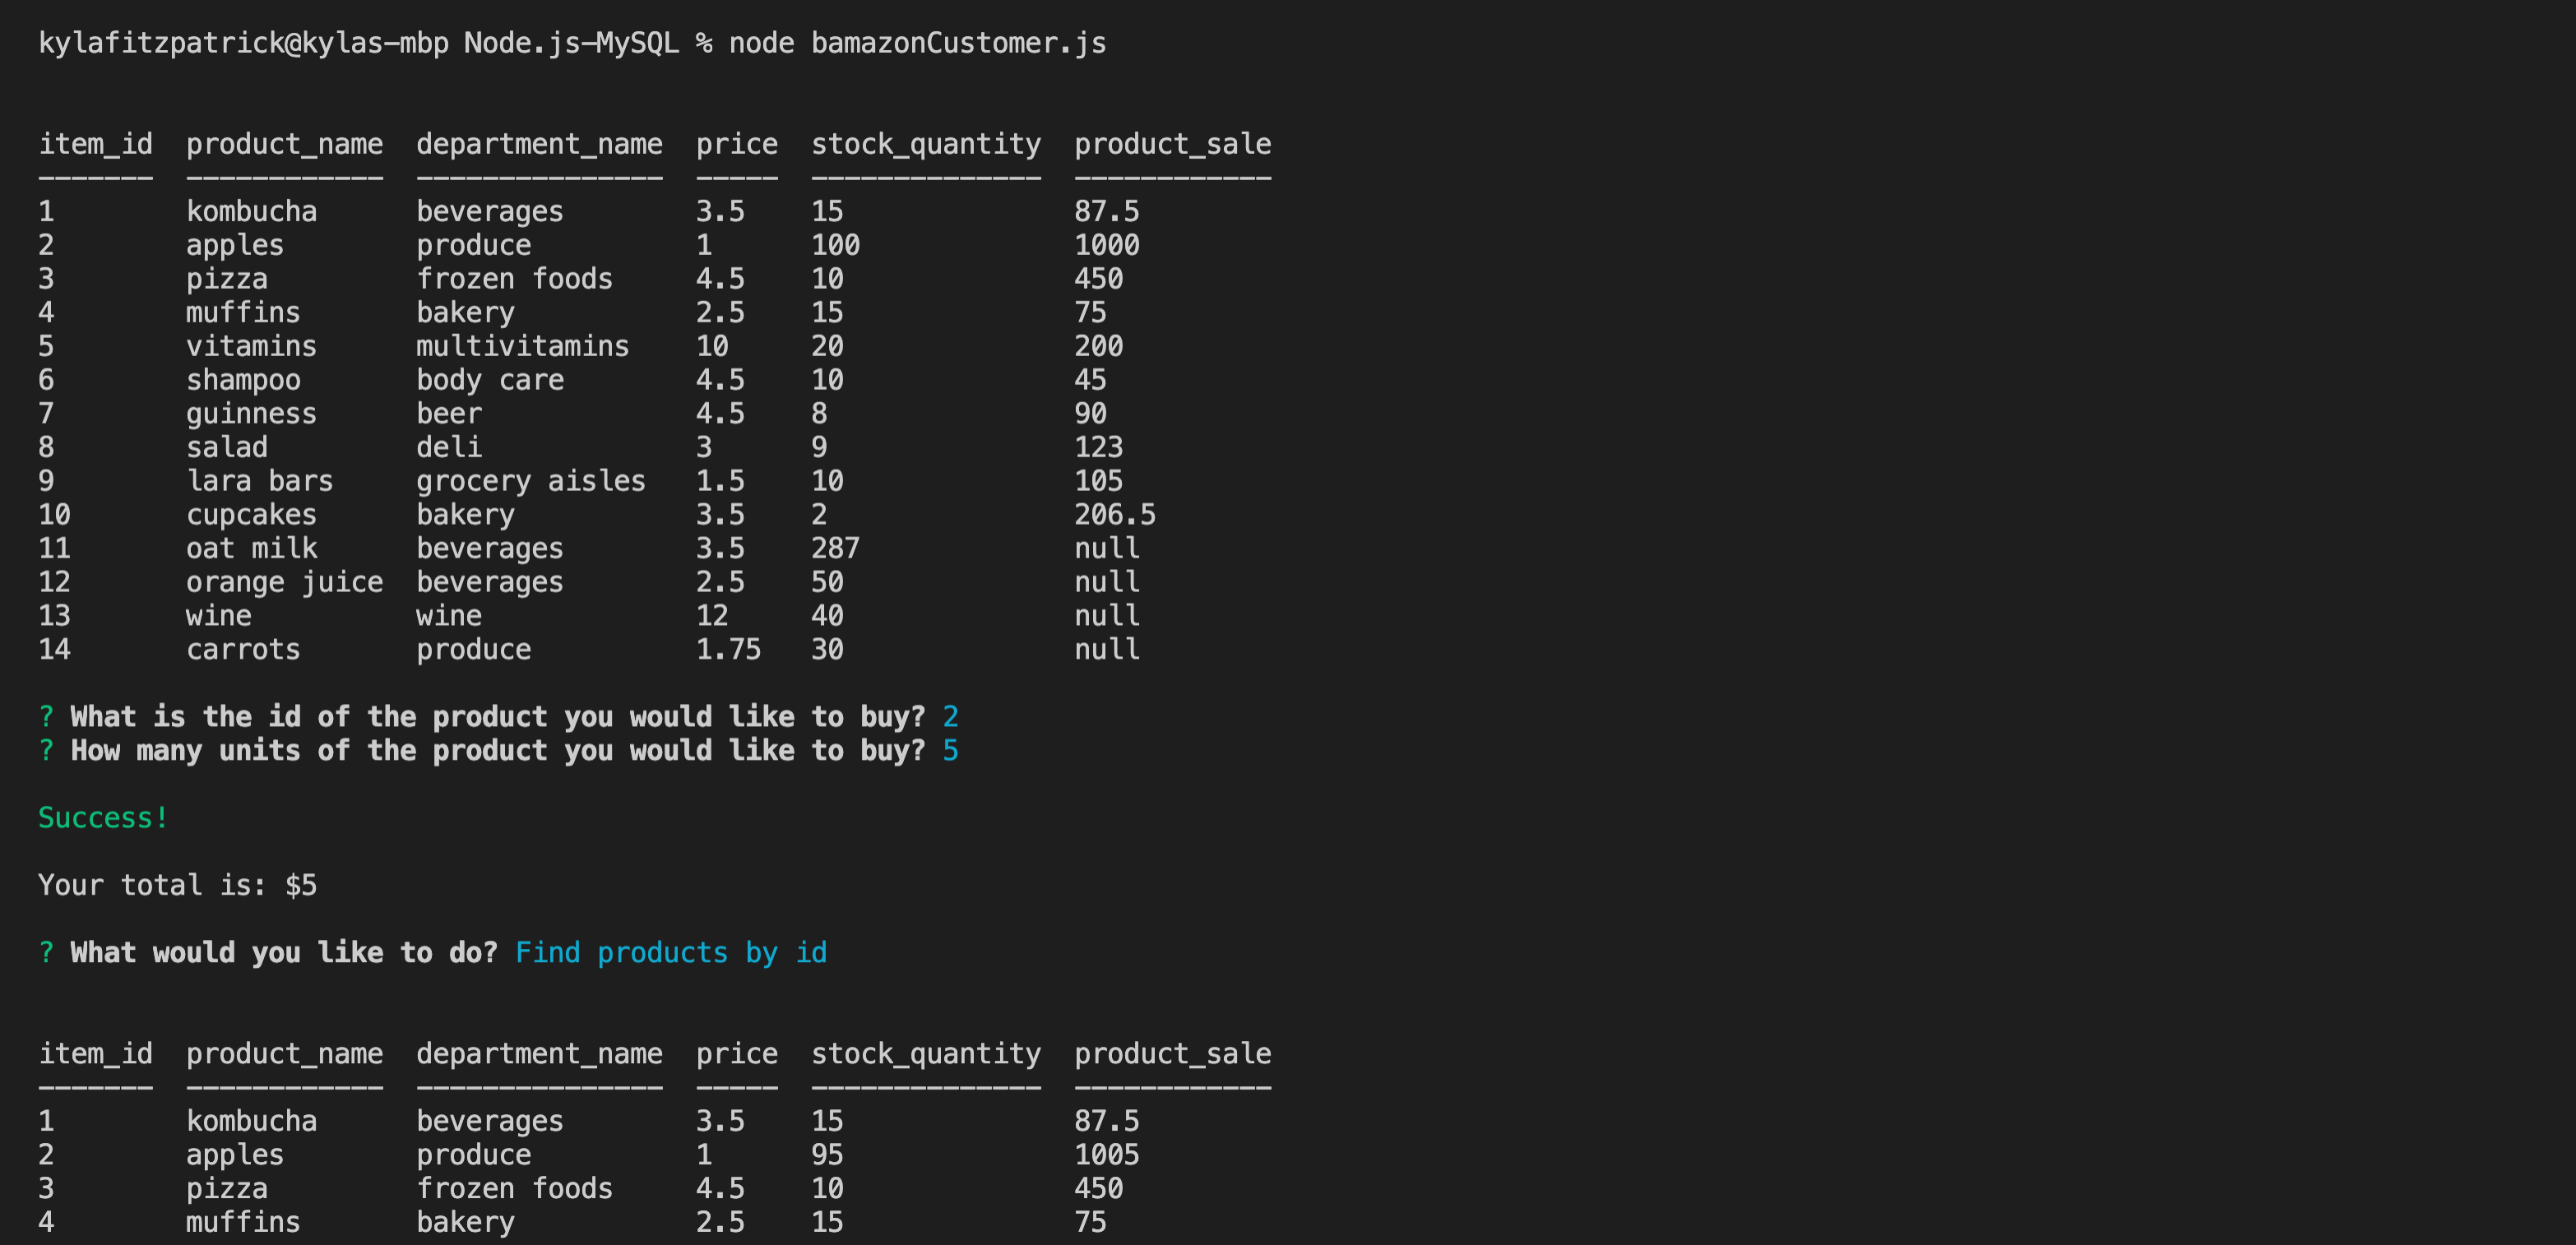 kylafitzpatrick@kylas-mbp Node.js-MySQL % node bamazonCustomer.js
item_id  product_name  department_name  price  stock_quantity  product_sale
-------  ------------  ---------------  -----  --------------  ------------
1        kombucha      beverages        3.5    15              87.5
2        apples        produce          1      100             1000
3        pizza         frozen foods     4.5    10              450
4        muffins       bakery           2.5    15              75
5        vitamins      multivitamins    10     20              200
6        shampoo       body care        4.5    10              45
7        guinness      beer             4.5    8               90
8        salad         deli             3      9               123
9        lara bars     grocery aisles   1.5    10              105
10       cupcakes      bakery           3.5    2               206.5
11       oat milk      beverages        3.5    287             null
12       orange juice  beverages        2.5    50              null
13       wine          wine             12     40              null
14       carrots       produce          1.75   30              null
? What is the id of the product you would like to buy? 2
? How many units of the product you would like to buy? 5
Success!
Your total is: $5
? What would you like to do? Find products by id
item_id  product_name  department_name  price  stock_quantity  product_sale
-------  ------------  ---------------  -----  --------------  ------------
1        kombucha      beverages        3.5    15              87.5
2        apples        produce          1      95              1005
3        pizza         frozen foods     4.5    10              450
4        muffins       bakery           2.5    15              75